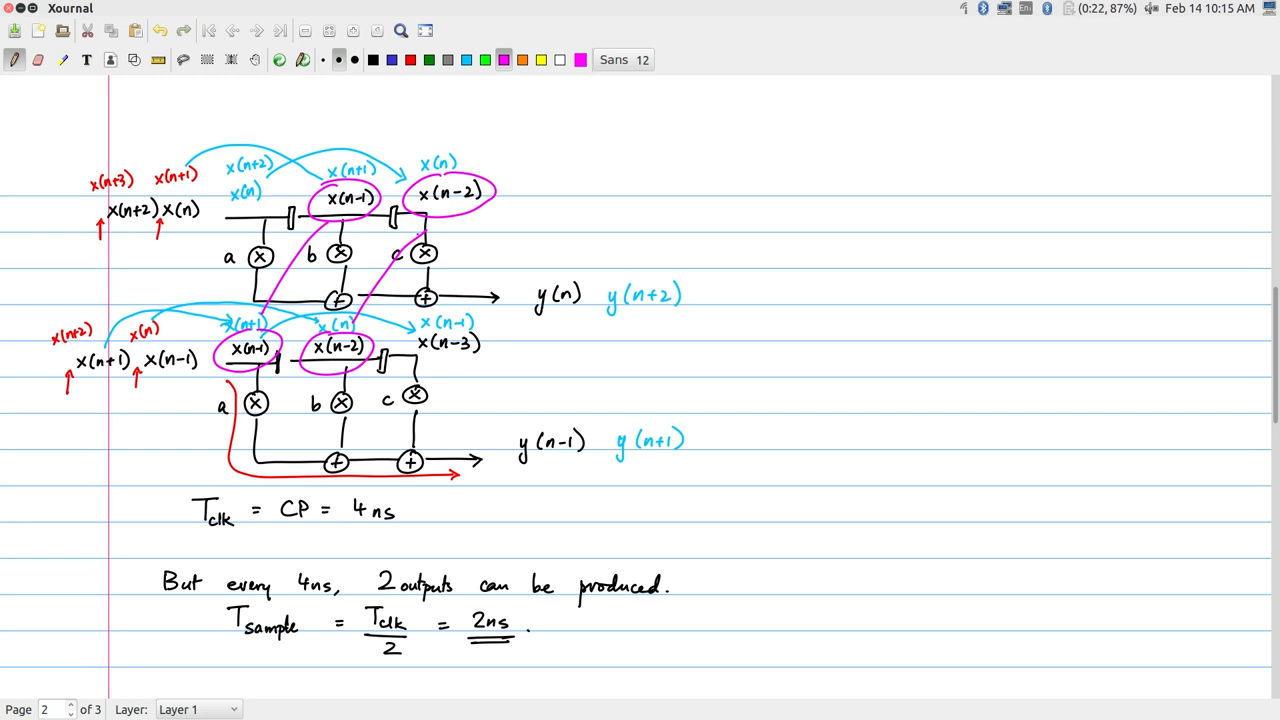 Xournal
(0:22, 87%)
Feb 14 10:15 AM
En
T
Sans 12
x(n+2) x(n+1) x(n)
x(n+3) x(n+1) x(n) x(n-1) x(n-2)
x(n+2) x(n)
a x b x c x
+ + y(n) y(n+2)
x(n+2) x(n) x(n+1) x(n) x(n-1)
x(n+1) x(n-1) x(n-1) x(n-2) x(n-3)
a x b x c x
+ + y(n-1) y(n+1)
Tclk = CP = 4ns
But every 4ns, 2 outputs can be produced.
Tsample = Tclk/2 = 2ns.
Page 2 of 3 Layer: Layer 1